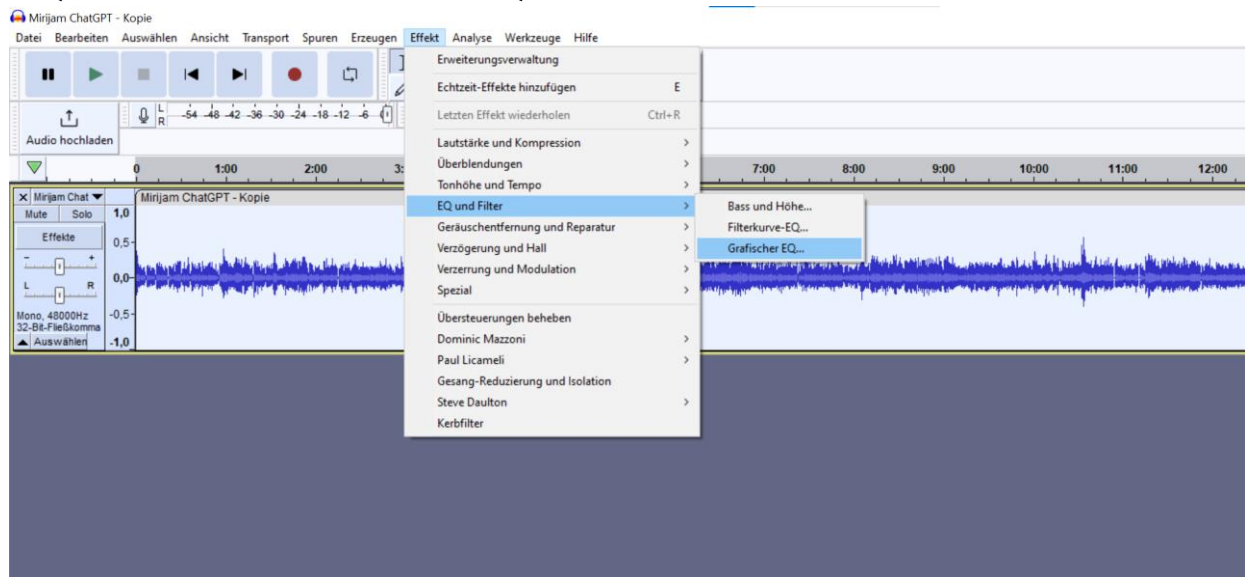 Mirijam ChatGPT - Kopie
Datei Bearbeiten Auswählen Ansicht Transport Spuren Erzeugen Effekt Analyse Werkzeuge Hilfe
Erweiterungsverwaltung
Echtzeit-Effekte hinzufügen E
L
R
-54 -48 -42 -36 -30 -24 -18 -12 -6
Audio hochladen
Letzten Effekt wiederholen Ctrl+R
Lautstärke und Kompression
Überblendungen
Tonhöhe und Tempo
EQ und Filter
Geräuschentfernung und Reparatur
Verzögerung und Hall
Verzerrung und Modulation
Spezial
Übersteuerungen beheben
Dominic Mazzoni
Paul Licameli
Gesang-Reduzierung und Isolation
Steve Daulton
Kerbfilter
Bass und Höhe...
Filterkurve-EQ...
Grafischer EQ...
0 1:00 2:00 3: 7:00 8:00 9:00 10:00 11:00 12:00
Mirijam Chat
Mirijam ChatGPT - Kopie
Mute Solo
Effekte
- +
L R
Mono, 48000Hz
32-Bit-Fließkomma
Auswählen
1,0
0,5
0,0
-0,5
-1,0